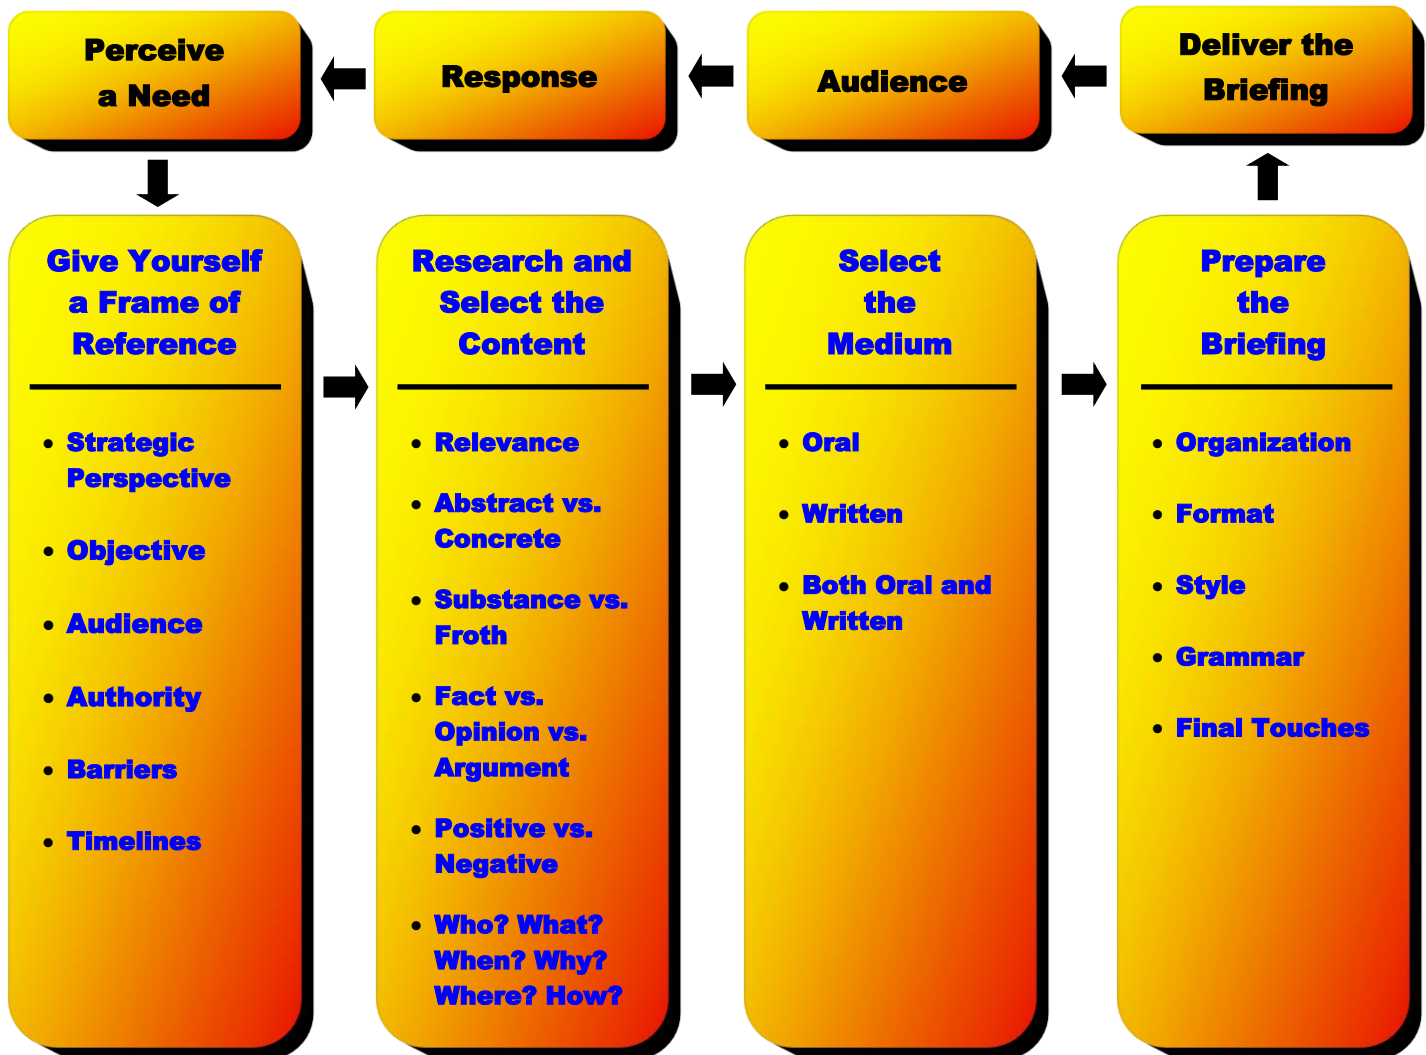 Perceive
a Need
Response
Audience
Deliver the
Briefing
Give Yourself
a Frame of
Reference
• Strategic
Perspective
• Objective
• Audience
• Authority
• Barriers
• Timelines
Research and
Select the
Content
• Relevance
• Abstract vs.
Concrete
• Substance vs.
Froth
• Fact vs.
Opinion vs.
Argument
• Positive vs.
Negative
• Who? What?
When? Why?
Where? How?
Select
the
Medium
• Oral
• Written
• Both Oral and
Written
Prepare
the
Briefing
• Organization
• Format
• Style
• Grammar
• Final Touches